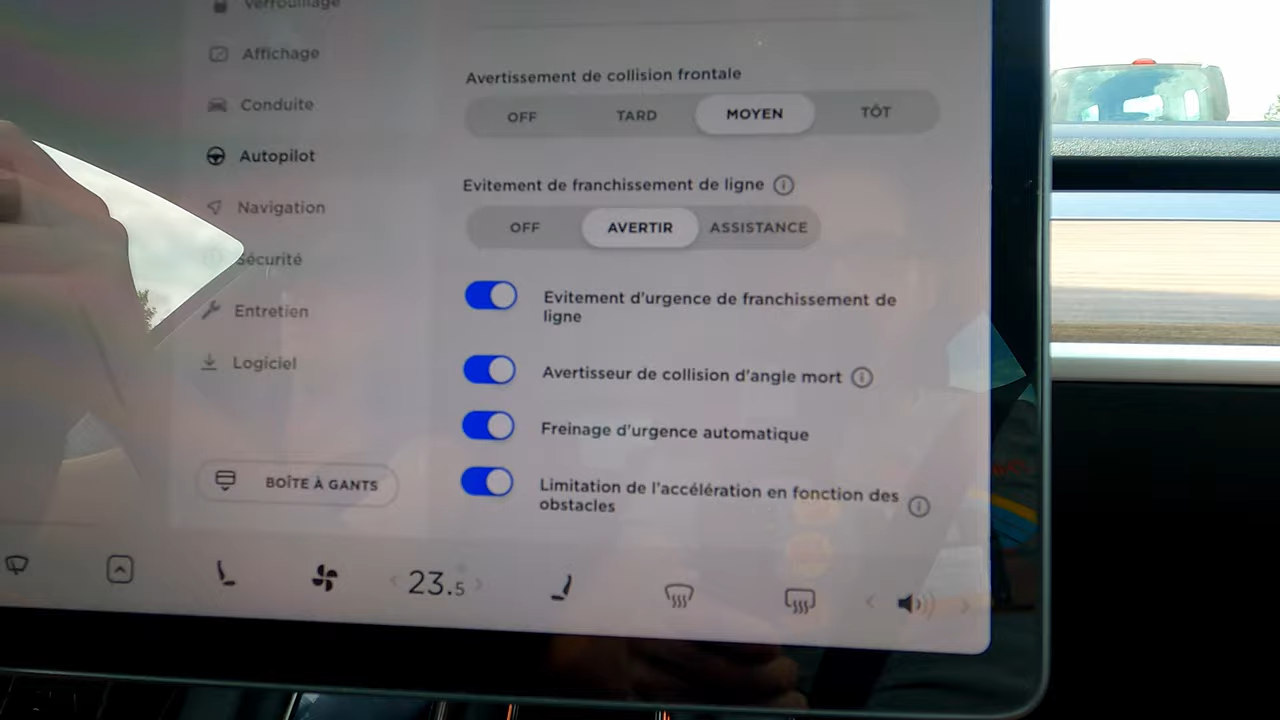 Verrouillage
Affichage
Conduite
Autopilot
Navigation
Sécurité
Entretien
Logiciel
BOÎTE À GANTS
Avertissement de collision frontale
OFF TARD MOYEN TÔT
Evitement de franchissement de ligne
OFF AVERTIR ASSISTANCE
Evitement d'urgence de franchissement de
ligne
Avertisseur de collision d'angle mort
Freinage d'urgence automatique
Limitation de l'accélération en fonction des
obstacles
23.5